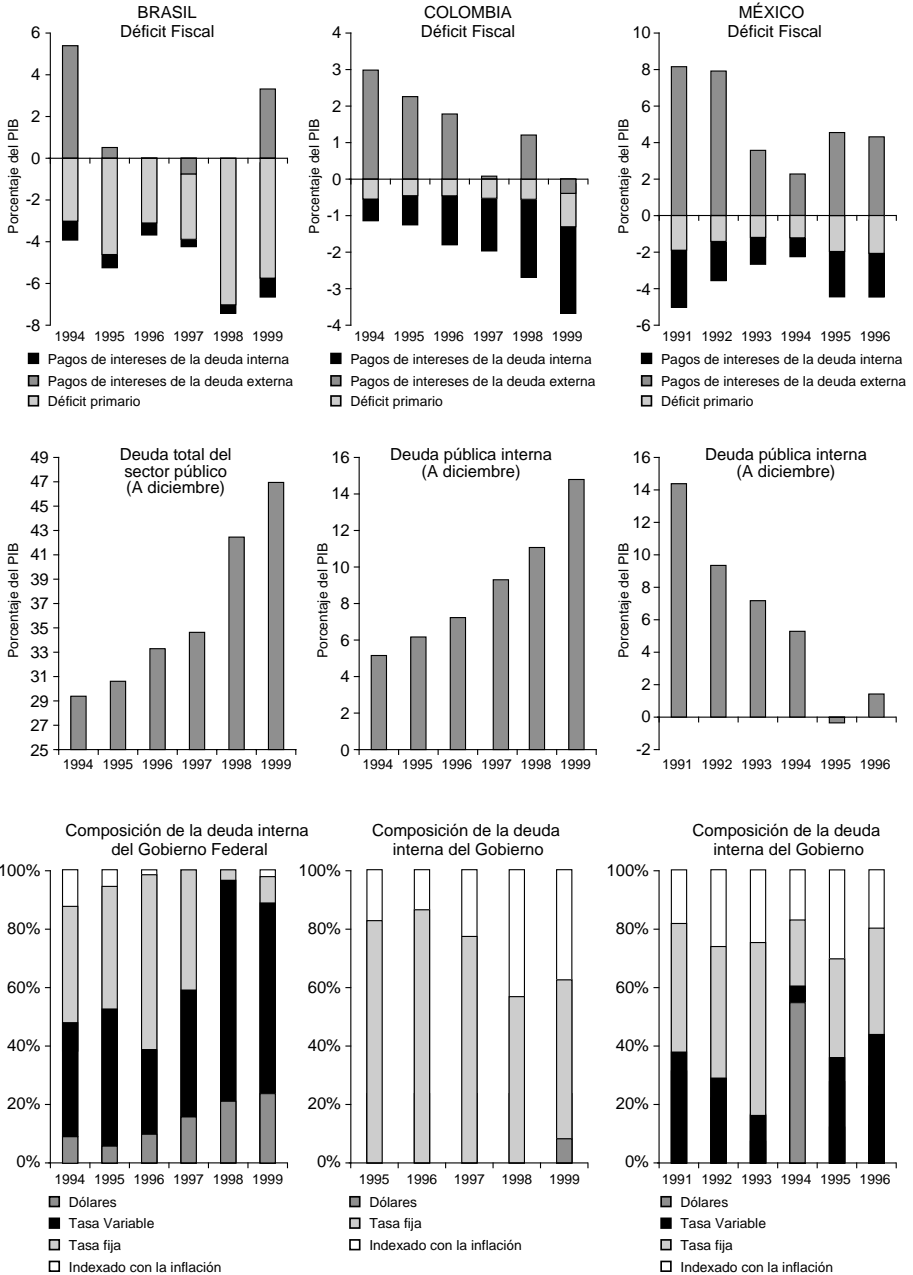 BRASIL
Déficit Fiscal
Porcentaje del PIB
6
4
2
0
-2
-4
-6
-8
1994 1995 1996 1997 1998 1999
Pagos de intereses de la deuda interna
Pagos de intereses de la deuda externa
Déficit primario
COLOMBIA
Déficit Fiscal
4
3
2
1
0
-1
-2
-3
-4
1994 1995 1996 1997 1998 1999
Pagos de intereses de la deuda interna
Pagos de intereses de la deuda externa
Déficit primario
MÉXICO
Déficit Fiscal
Porcentaje del PIB
10
8
6
4
2
0
-2
-4
-6
1991 1992 1993 1994 1995 1996
Pagos de intereses de la deuda interna
Pagos de intereses de la deuda externa
Déficit primario
Deuda total del
sector público
(A diciembre)
Porcentaje del PIB
49
47
45
43
41
39
37
35
33
31
29
27
25
1994 1995 1996 1997 1998 1999
Deuda pública interna
(A diciembre)
Porcentaje del PIB
16
14
12
10
8
6
4
2
0
1994 1995 1996 1997 1998 1999
Deuda pública interna
(A diciembre)
Porcentaje del PIB
16
14
12
10
8
6
4
2
0
-2
1991 1992 1993 1994 1995 1996
Composición de la deuda interna
del Gobierno Federal
100%
80%
60%
40%
20%
0%
1994 1995 1996 1997 1998 1999
Dólares
Tasa Variable
Tasa fija
Indexado con la inflación
Composición de la deuda
interna del Gobierno
100%
80%
60%
40%
20%
0%
1995 1996 1997 1998 1999
Dólares
Tasa fija
Indexado con la inflación
Composición de la deuda
interna del Gobierno
100%
80%
60%
40%
20%
0%
1991 1992 1993 1994 1995 1996
Dólares
Tasa Variable
Tasa fija
Indexado con la inflación